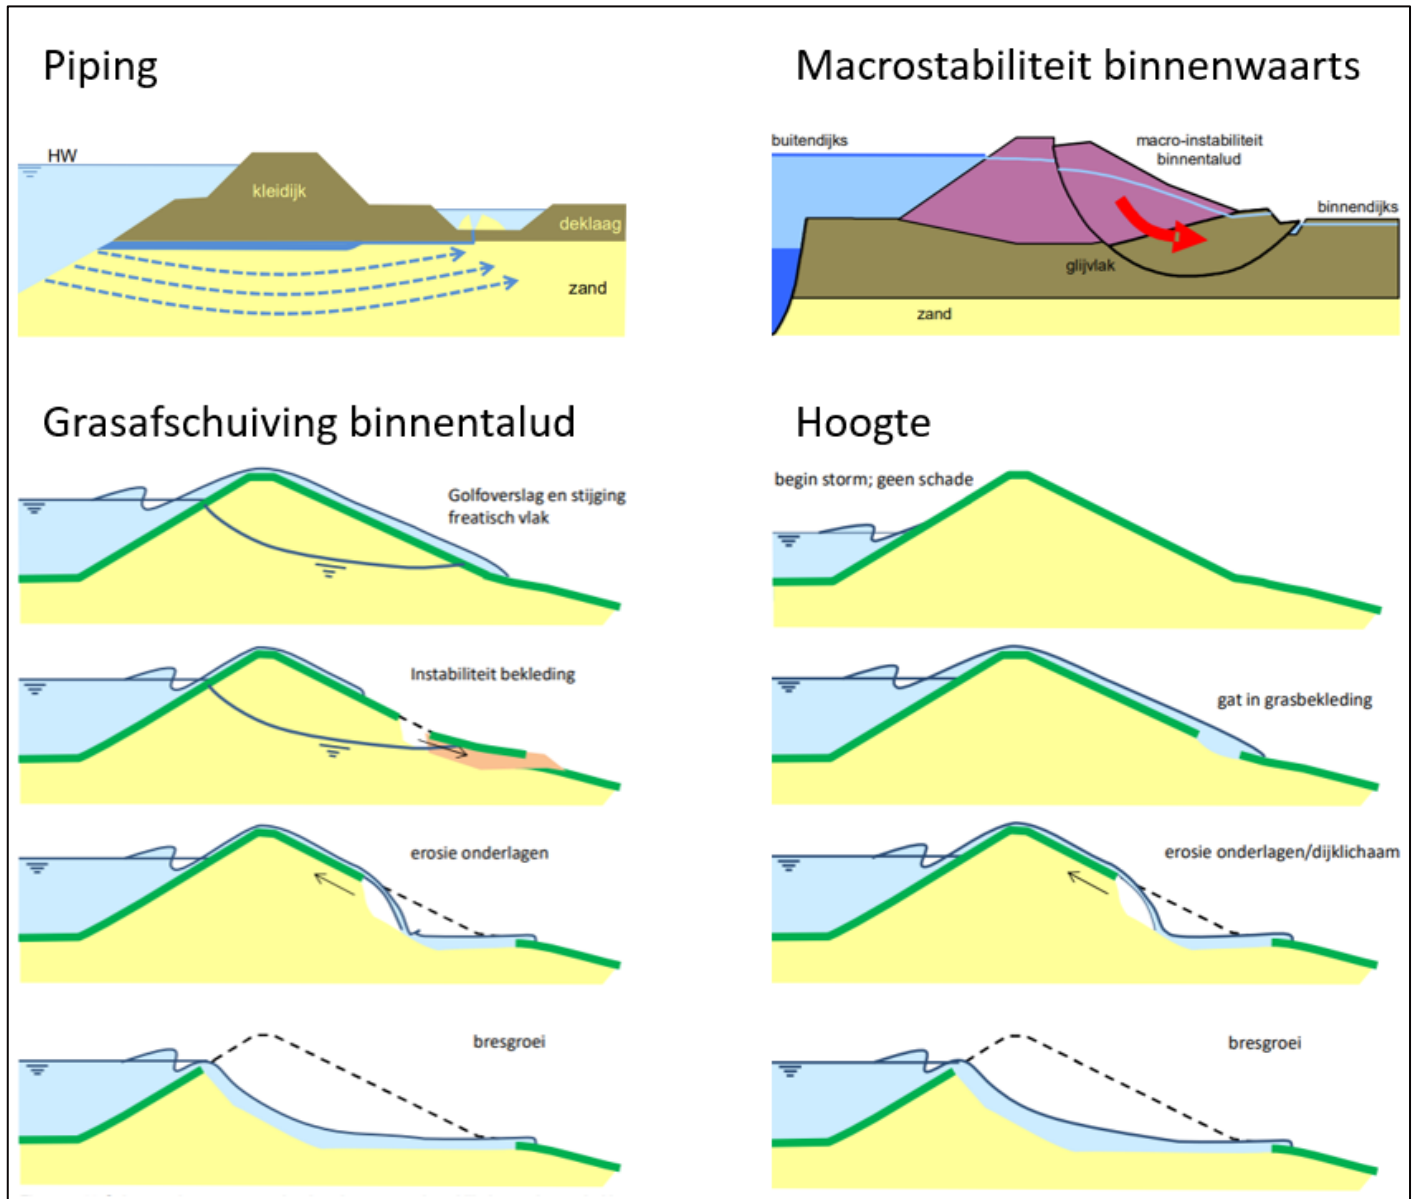 Piping
HW
kleidijk
deklaag
zand
Macrostabiliteit binnenwaarts
buitendijks
macro-instabiliteit
binnentalud
binnendijks
glijvlak
zand
Grasafschuiving binnentalud
Golfoverslag en stijging
freatisch vlak
Instabiliteit bekleding
erosie onderlagen
bresgroei
Hoogte
begin storm; geen schade
gat in grasbekleding
erosie onderlagen/dijklichaam
bresgroei